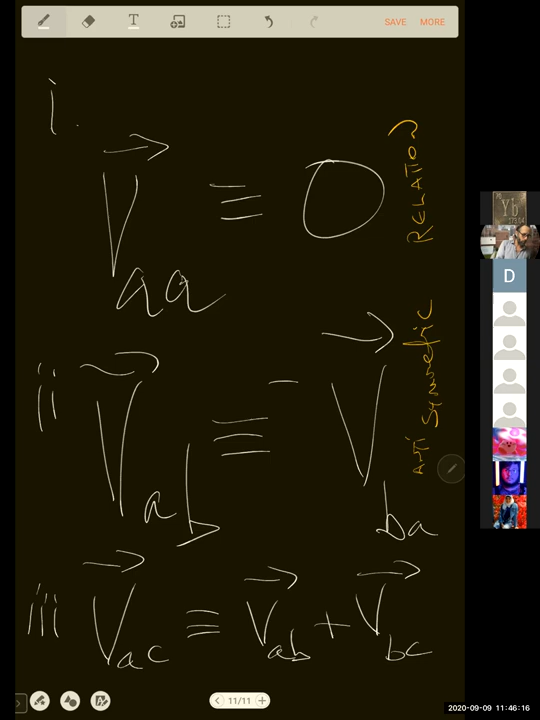 T SAVE MORE
i.
V⃗aa ≡ 0
RELATION
ii V⃗ab ≡ -V⃗ba
ANTI SYMMETRIC
iii V⃗ac ≡ V⃗ab + V⃗bc
Yb
D
11/11
2020-09-09 11:46:16